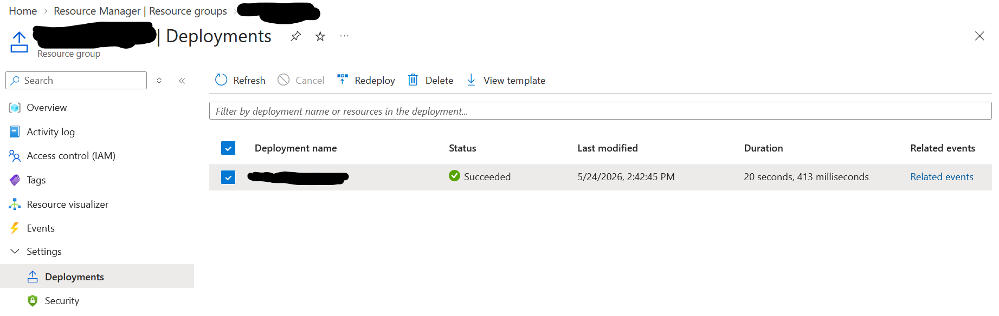 Home > Resource Manager | Resource groups >
| Deployments ...
Resource group
Search
Refresh Cancel Redeploy Delete View template
Overview
Filter by deployment name or resources in the deployment...
Activity log
Deployment name Status Last modified Duration Related events
Access control (IAM)
Succeeded 5/24/2026, 2:42:45 PM 20 seconds, 413 milliseconds Related events
Tags
Resource visualizer
Events
Settings
Deployments
Security